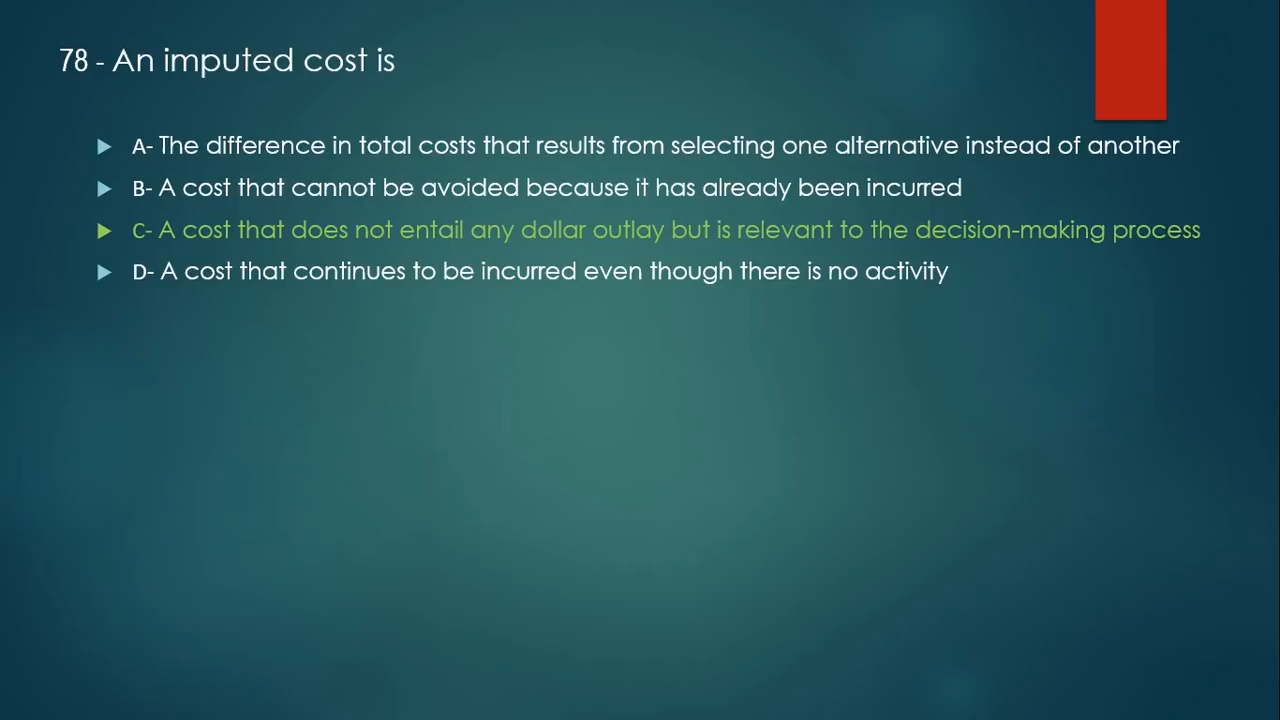 78 - An imputed cost is
A- The difference in total costs that results from selecting one alternative instead of another
B- A cost that cannot be avoided because it has already been incurred
C- A cost that does not entail any dollar outlay but is relevant to the decision-making process
D- A cost that continues to be incurred even though there is no activity